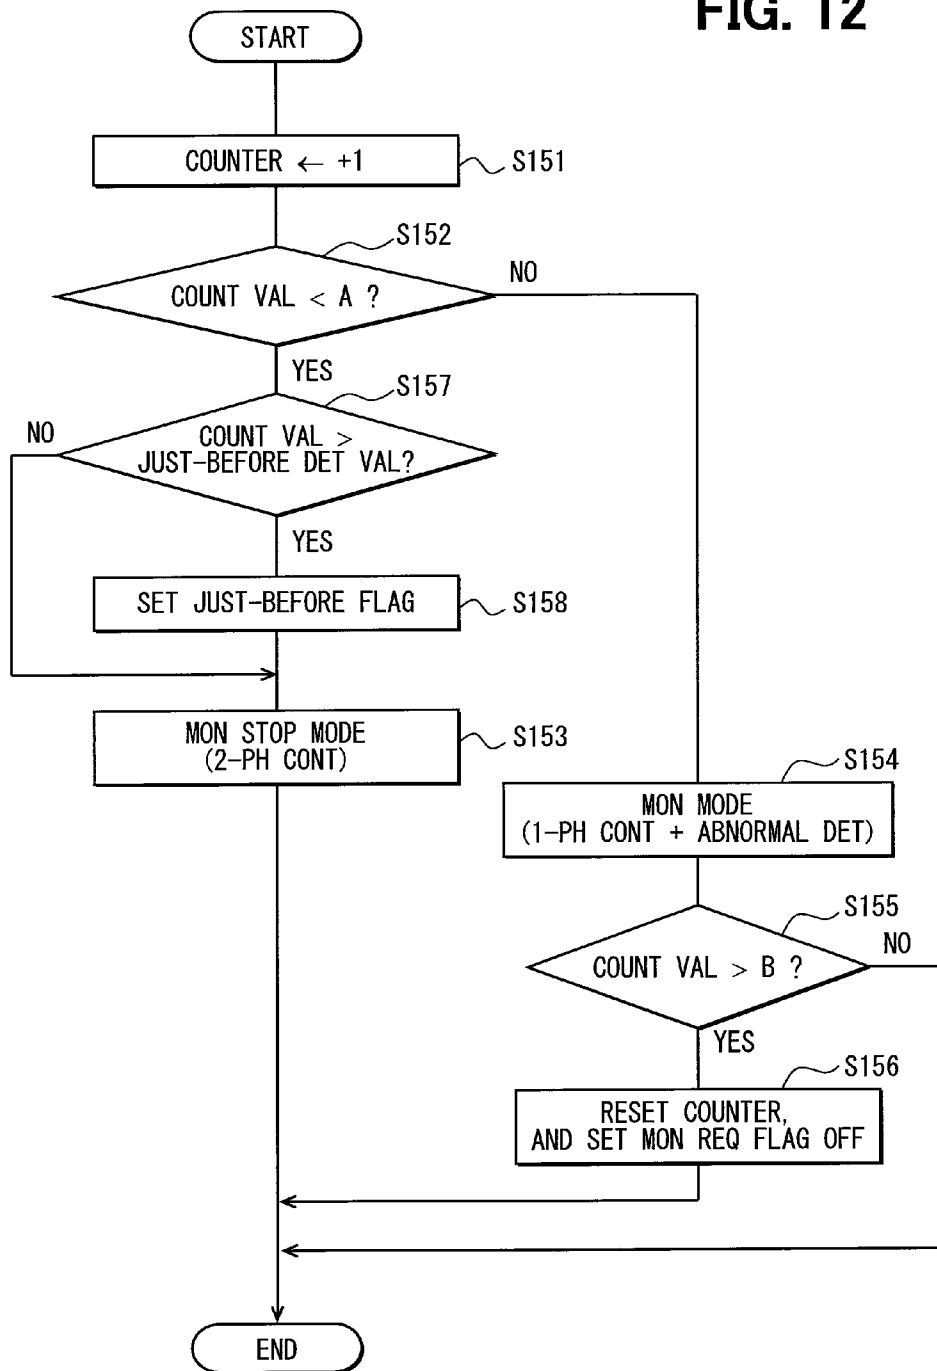 FIG. 12
START
COUNTER ← +1
S151
S152
COUNT VAL < A ?
NO
YES
S157
NO
COUNT VAL >
JUST-BEFORE DET VAL?
YES
SET JUST-BEFORE FLAG
S158
MON STOP MODE
(2-PH CONT)
S153
S154
MON MODE
(1-PH CONT + ABNORMAL DET)
S155
NO
COUNT VAL > B ?
YES
S156
RESET COUNTER,
AND SET MON REQ FLAG OFF
END